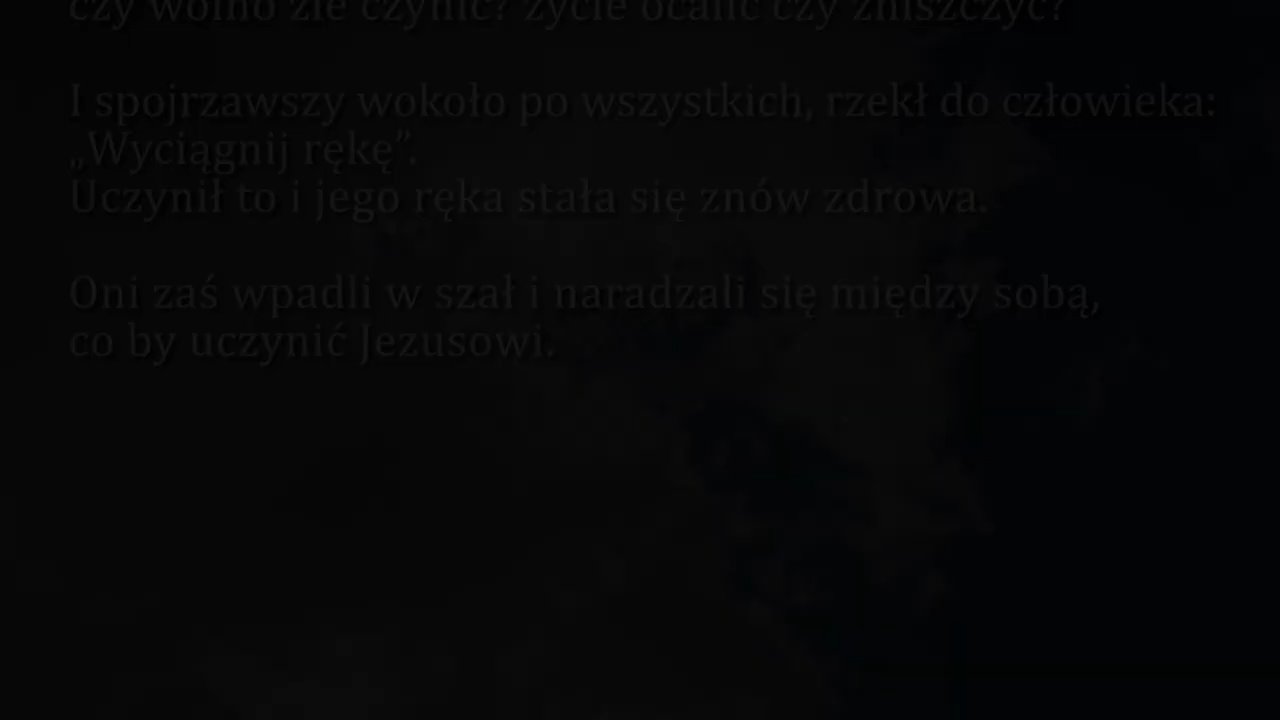 czy wolno źle czynić? życie ocalić czy zniszczyć?
I spojrzawszy wokoło po wszystkich, rzekł do człowieka:
„Wyciągnij rękę”.
Uczynił to i jego ręka stała się znów zdrowa.
Oni zaś wpadli w szał i naradzali się między sobą,
co by uczynić Jezusowi.